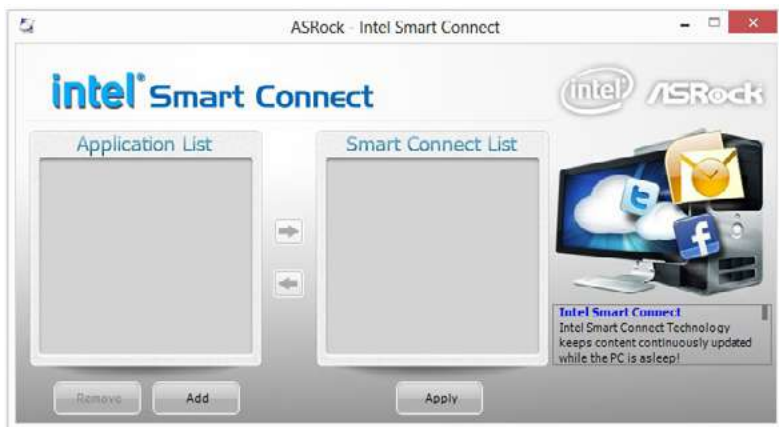 ASRock - Intel Smart Connect
intel Smart Connect
intel ASRock
Application List
Smart Connect List
Intel Smart Connect
Intel Smart Connect Technology
keeps content continuously updated
while the PC is asleep!
Remove
Add
Apply